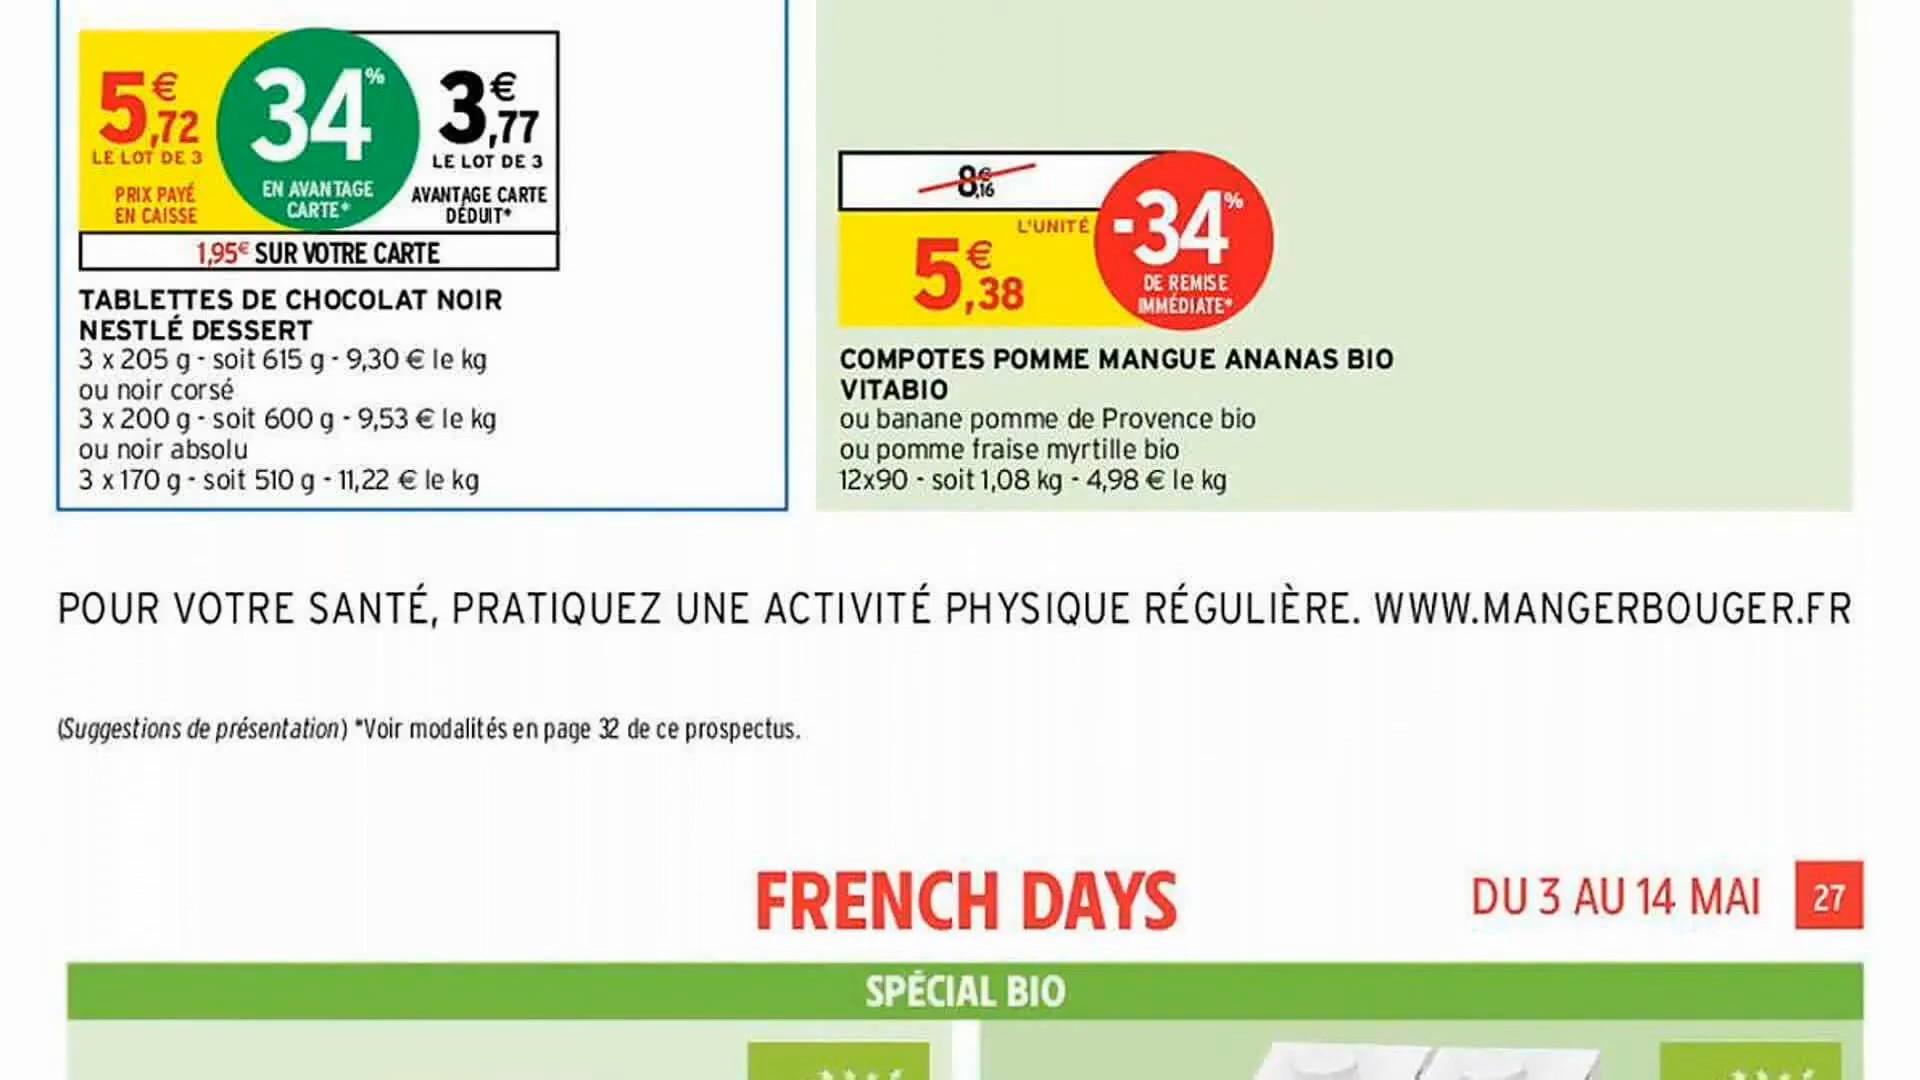 5€,72
LE LOT DE 3
PRIX PAYÉ
EN CAISSE
34%
EN AVANTAGE
CARTE*
3€,77
LE LOT DE 3
AVANTAGE CARTE
DÉDUIT*
1,95€ SUR VOTRE CARTE
TABLETTES DE CHOCOLAT NOIR
NESTLÉ DESSERT
3 x 205 g - soit 615 g - 9,30 € le kg
ou noir corsé
3 x 200 g - soit 600 g - 9,53 € le kg
ou noir absolu
3 x 170 g - soit 510 g - 11,22 € le kg
8€,16
L'UNITÉ
5€,38
-34%
DE REMISE
IMMÉDIATE*
COMPOTES POMME MANGUE ANANAS BIO
VITABIO
ou banane pomme de Provence bio
ou pomme fraise myrtille bio
12x90 - soit 1,08 kg - 4,98 € le kg
POUR VOTRE SANTÉ, PRATIQUEZ UNE ACTIVITÉ PHYSIQUE RÉGULIÈRE. WWW.MANGERBOUGER.FR
(Suggestions de présentation) *Voir modalités en page 32 de ce prospectus.
FRENCH DAYS
DU 3 AU 14 MAI
27
SPÉCIAL BIO